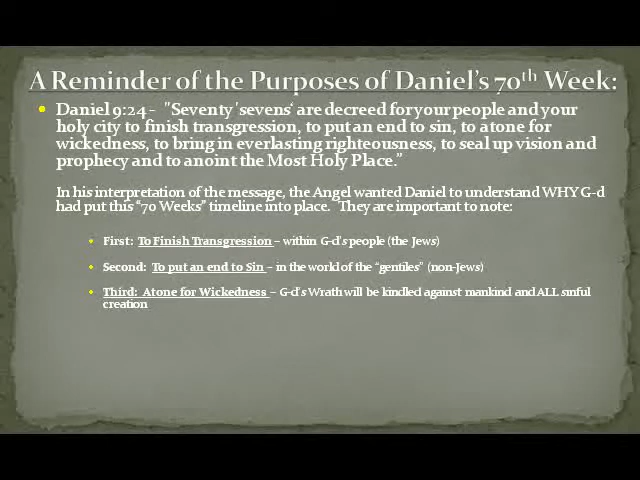 A Reminder of the Purposes of Daniel's 70th Week:
• Daniel 9:24 - "Seventy 'sevens' are decreed for your people and your
holy city to finish transgression, to put an end to sin, to atone for
wickedness, to bring in everlasting righteousness, to seal up vision and
prophecy and to anoint the Most Holy Place."
In his interpretation of the message, the Angel wanted Daniel to understand WHY G-d
had put this "70 Weeks" timeline into place. They are important to note:
• First: To Finish Transgression – within G-d's people (the Jews)
• Second: To put an end to Sin – in the world of the "gentiles" (non-Jews)
• Third: Atone for Wickedness – G-d's Wrath will be kindled against mankind and ALL sinful
creation